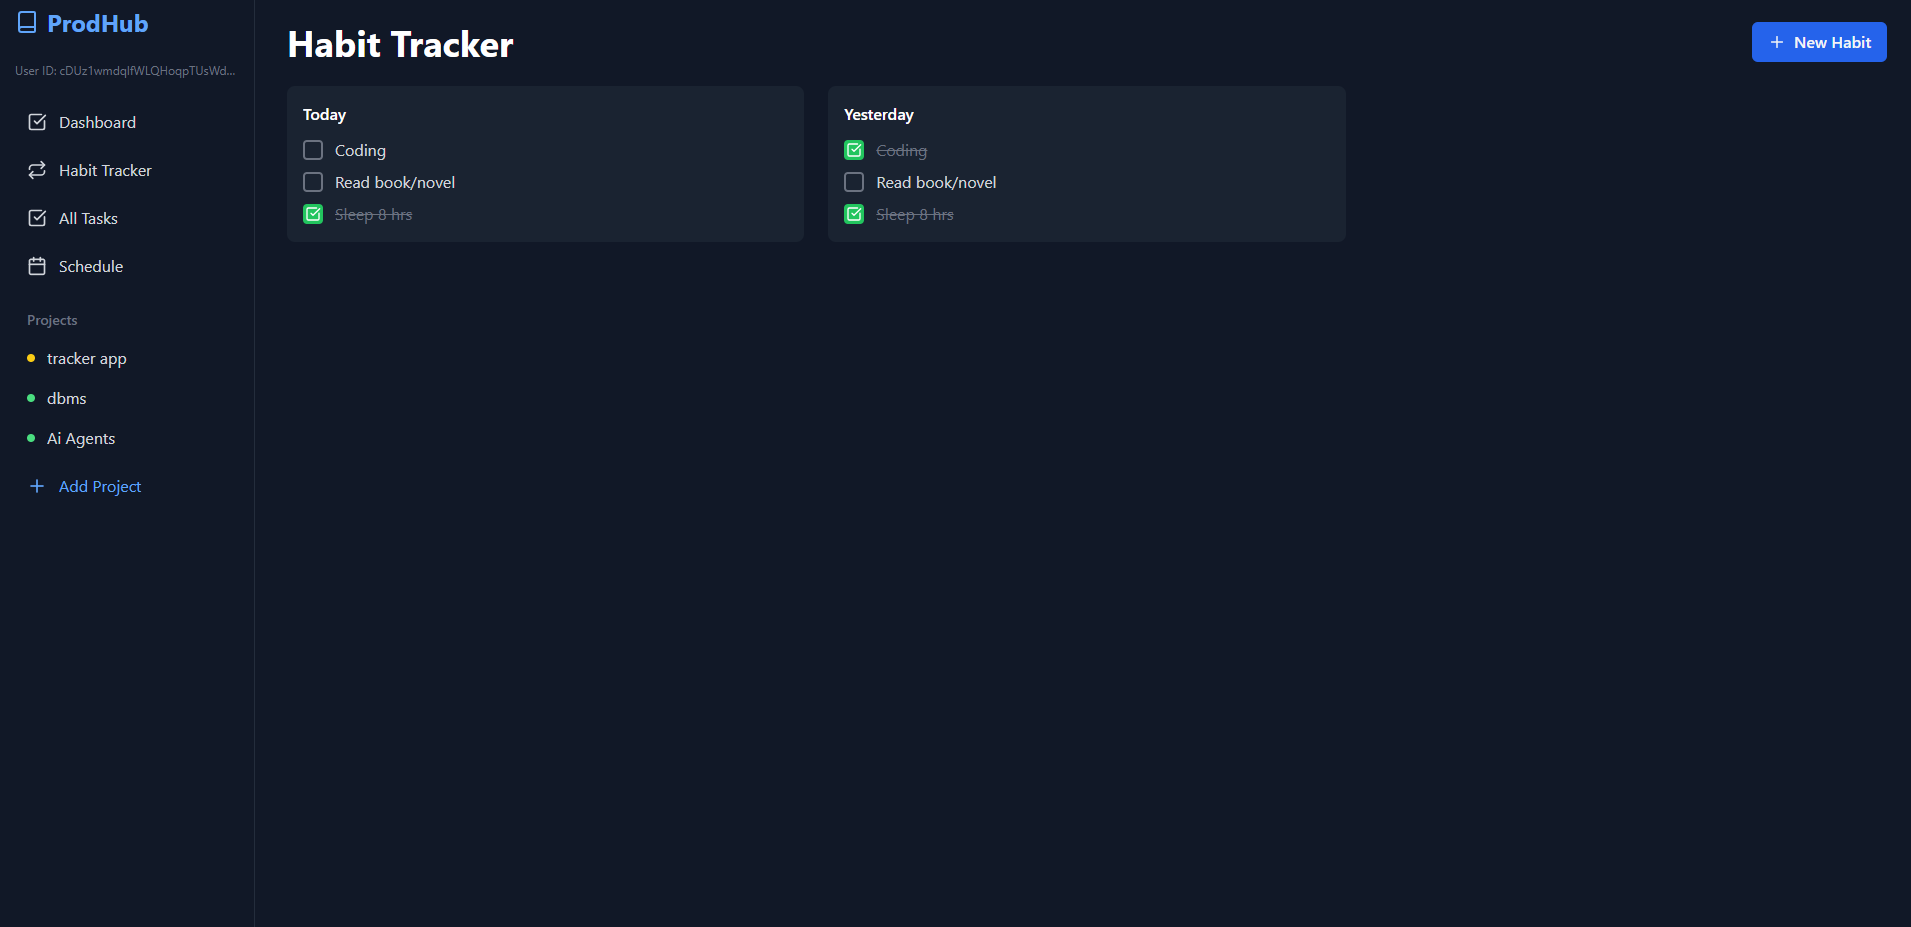 ProdHub
User ID: cDUz1wmdqIfWLQHoqpTUsWd...
Dashboard
Habit Tracker
All Tasks
Schedule
Projects
tracker app
dbms
Ai Agents
Add Project
Habit Tracker
New Habit
Today
Coding
Read book/novel
Sleep 8 hrs
Yesterday
Coding
Read book/novel
Sleep 8 hrs